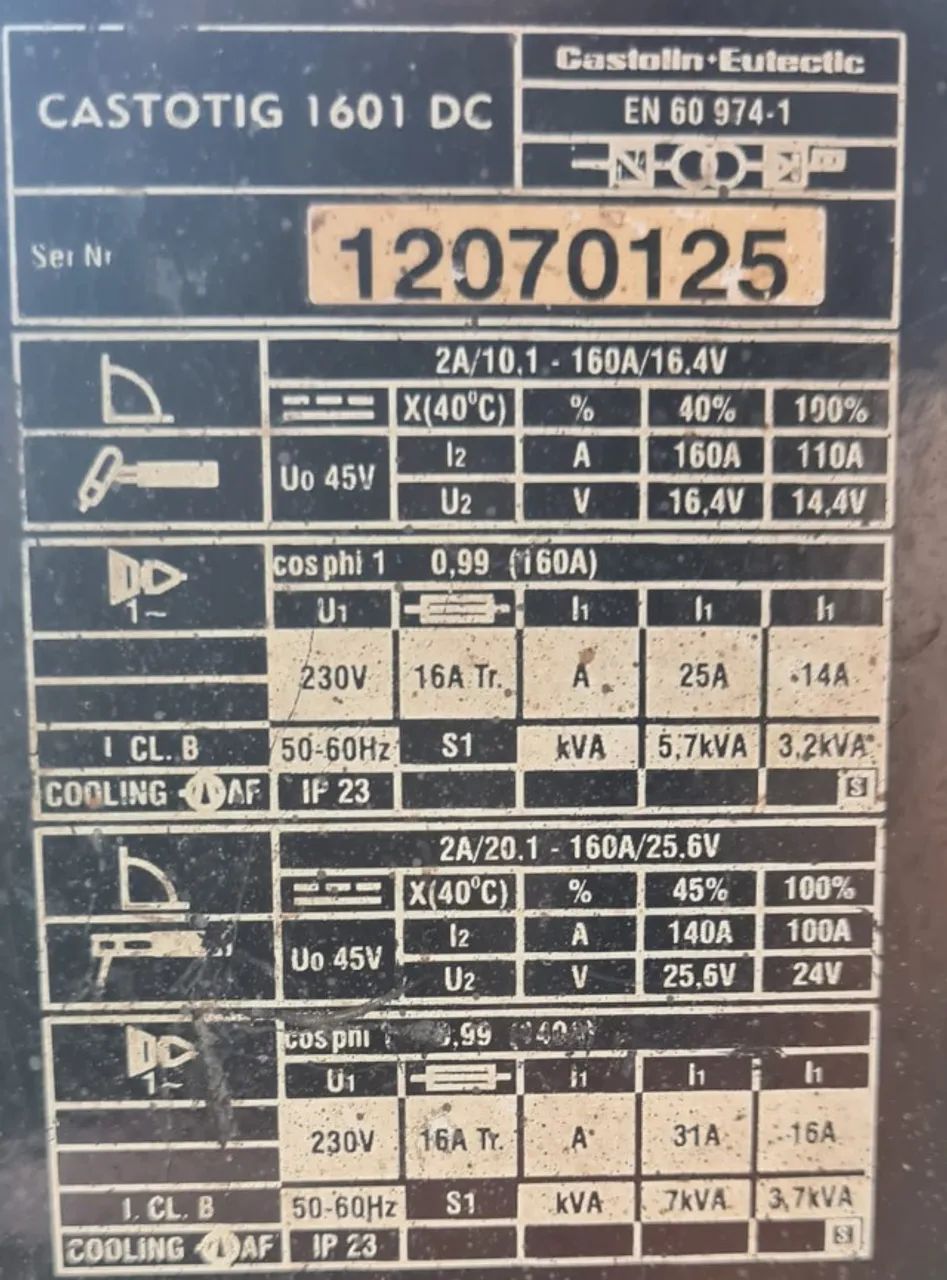 Castolin+Eutectic
CASTOTIG 1601 DC
EN 60 974-1
Ser Nr 12070125
2A/10,1 - 160A/16.4V
X(40°C) % 40% 100%
Uo 45V
I2 A 160A 110A
U2 V 16,4V 14,4V
cos phi 1 0,99 (160A)
1~
U1 I1 I1 I1
230V 16A Tr. A 25A 14A
I CL. B 50-60Hz S1 kVA 5,7kVA 3,2kVA
COOLING AF IP 23 S
2A/20.1 - 160A/25.6V
X(40°C) % 45% 100%
Uo 45V
I2 A 140A 100A
U2 V 25.6V 24V
cos phi ,99
1~
U1 I1 I1 I1
230V 16A Tr. A 31A 16A
I. CL. B 50-60Hz S1 kVA 7kVA 3,7kVA
COOLING AF IP 23 S